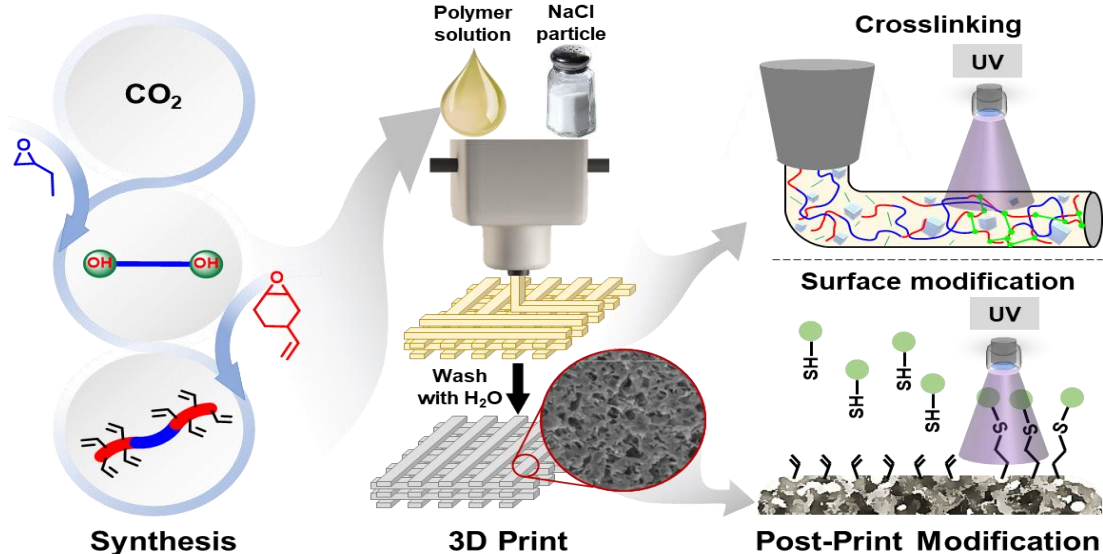 CO₂
O
OH
OH
O
Synthesis
Polymer
solution
NaCl
particle
Wash
with H₂O
3D Print
Crosslinking
UV
Surface modification
UV
SH
SH
SH
SH
S
S
S
Post-Print Modification